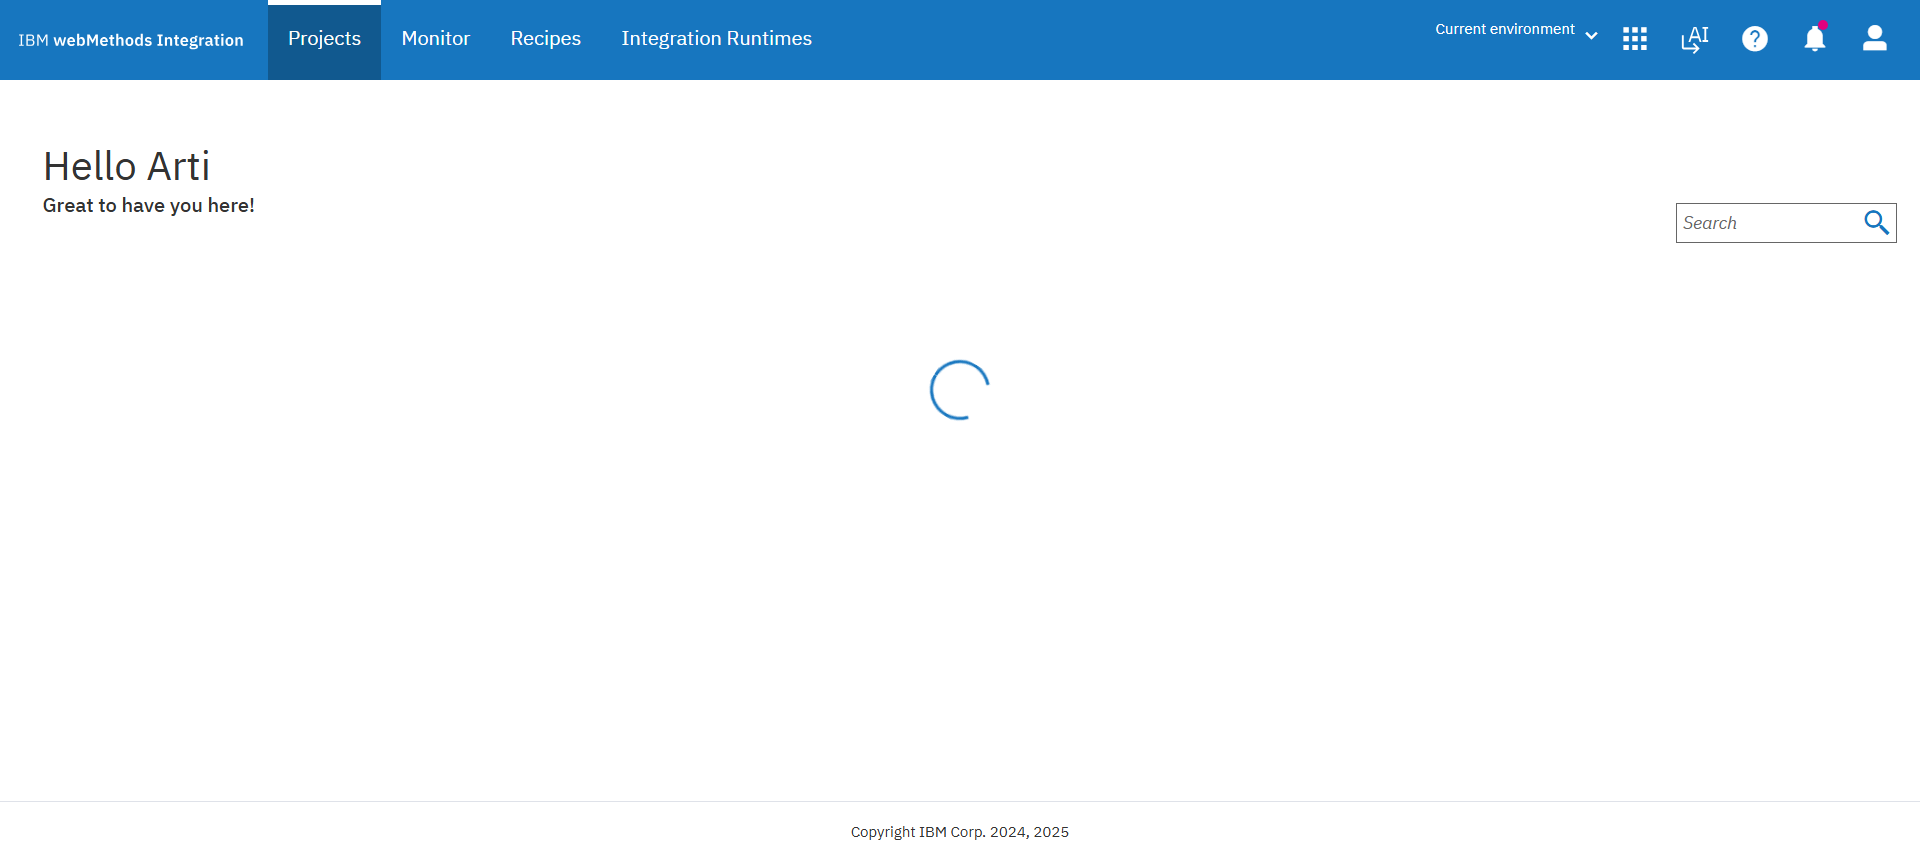 IBM webMethods Integration
Projects
Monitor
Recipes
Integration Runtimes
Current environment
AI
?
Hello Arti
Great to have you here!
Search
Copyright IBM Corp. 2024, 2025